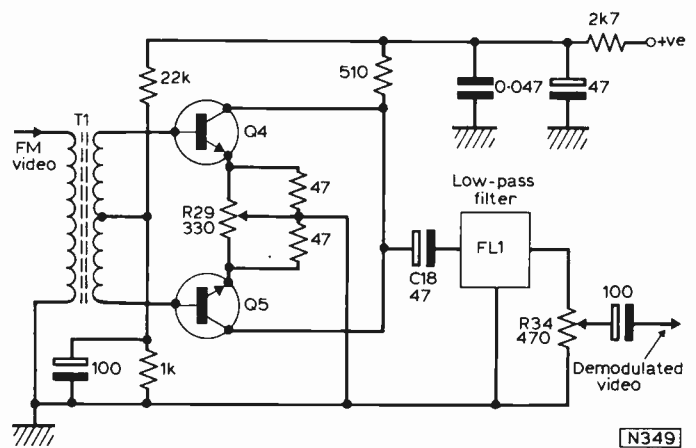 2k7
+ve
22k
510
0·047
47
T1
Q4
FM
video
47
Low-pass
filter
R29
330
47
FL1
C18
47
Q5
100
R34
470
100
1k
Demodulated
video
N349